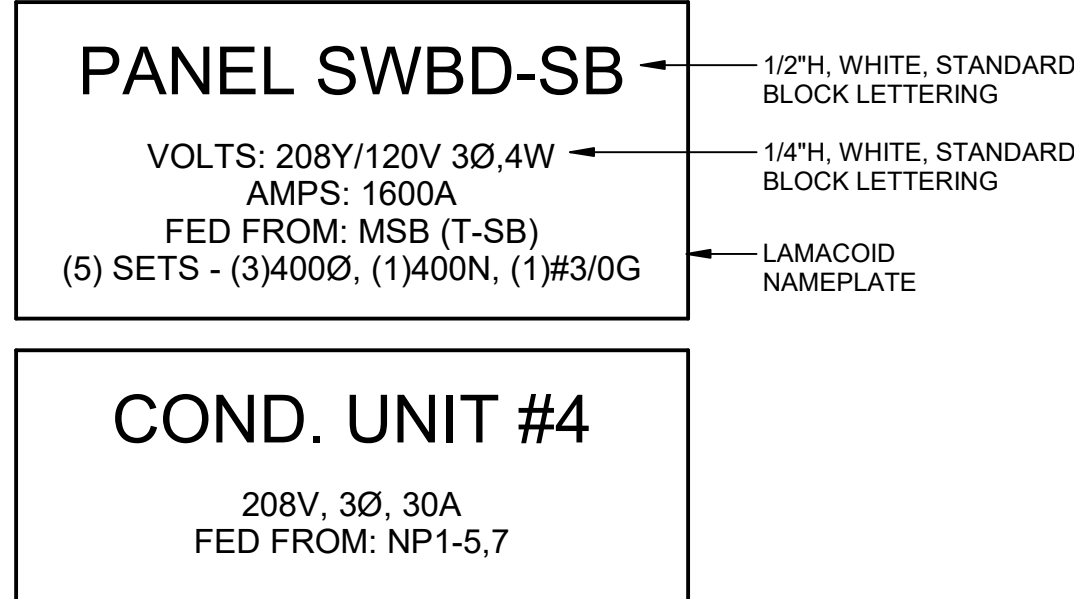 PANEL SWBD-SB
1/2"H, WHITE, STANDARD
BLOCK LETTERING
VOLTS: 208Y/120V 3Ø,4W
1/4"H, WHITE, STANDARD
BLOCK LETTERING
AMPS: 1600A
FED FROM: MSB (T-SB)
(5) SETS - (3)400Ø, (1)400N, (1)#3/0G
LAMACOID
NAMEPLATE
COND. UNIT #4
208V, 3Ø, 30A
FED FROM: NP1-5,7